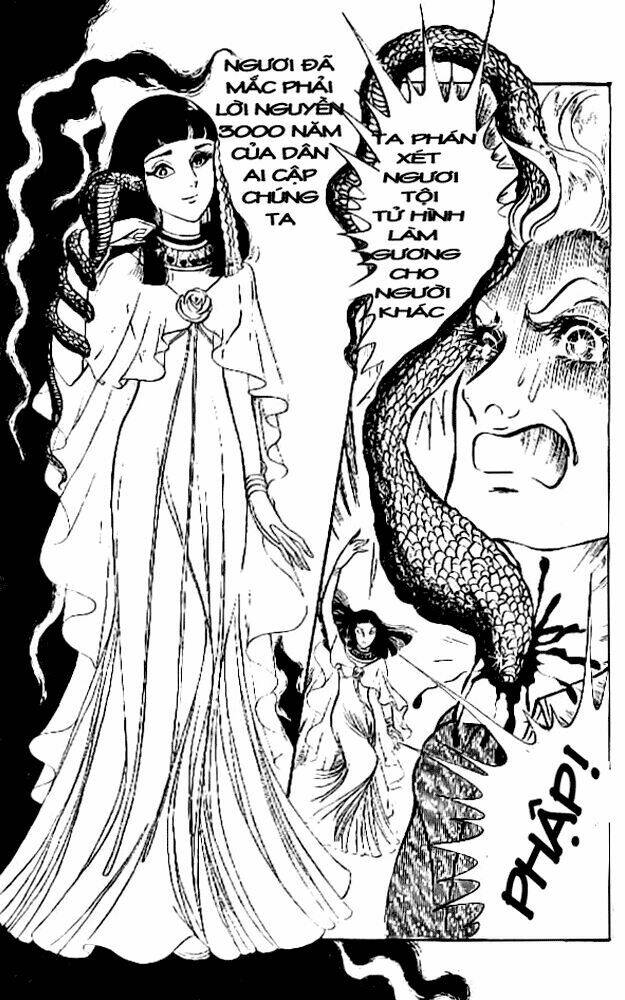 NGƯƠI ĐÃ
MẮC PHẢI
LỜI NGUYỀN
3000 NĂM
CỦA DÂN
AI CẬP
CHÚNG
TA
TA PHÁN
XÉT
NGƯƠI
TỘI
TỬ HÌNH
LÀM
GƯƠNG
CHO
NGƯỜI
KHÁC
PHẬP!